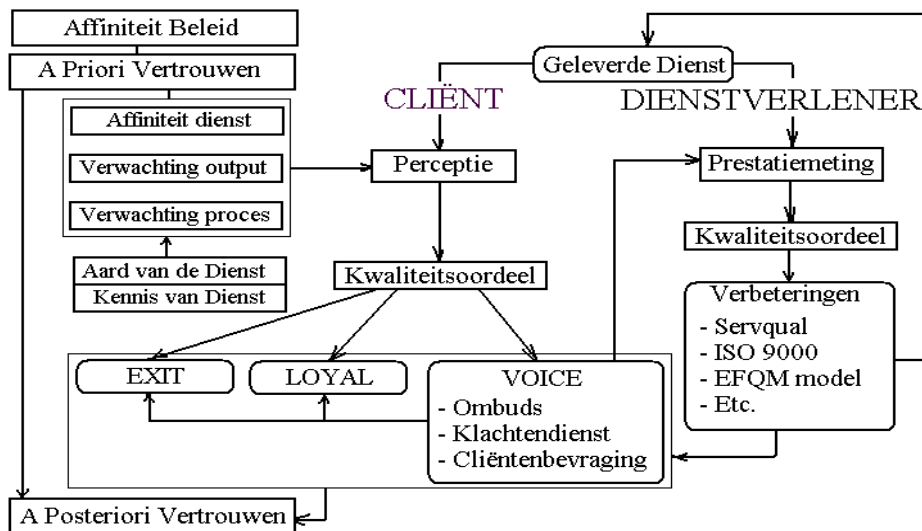 Affiniteit Beleid
A Priori Vertrouwen
Affiniteit dienst
Verwachting output
Verwachting proces
Aard van de Dienst
Kennis van Dienst
Geleverde Dienst
CLIËNT
DIENSTVERLENER
Perceptie
Prestatiemeting
Kwaliteitsoordeel
Kwaliteitsoordeel
Verbeteringen
- Servqual
- ISO 9000
- EFQM model
- Etc.
EXIT
LOYAL
VOICE
- Ombuds
- Klachtendienst
- Cliëntenbevraging
A Posteriori Vertrouwen